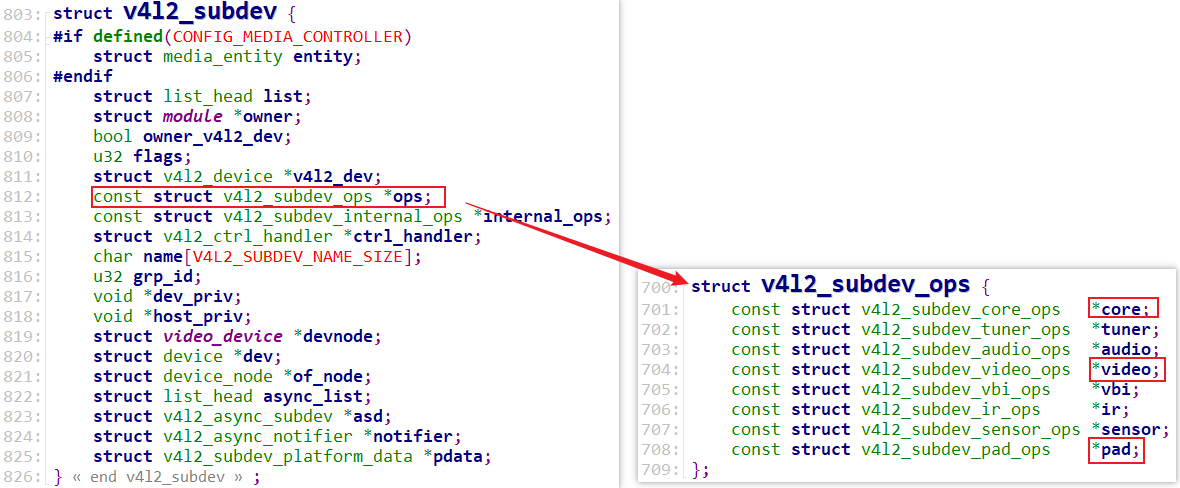 803: struct v4l2_subdev {
804: #if defined(CONFIG_MEDIA_CONTROLLER)
805: struct media_entity entity;
806: #endif
807: struct list_head list;
808: struct module *owner;
809: bool owner_v4l2_dev;
810: u32 flags;
811: struct v4l2_device *v4l2_dev;
812: const struct v4l2_subdev_ops *ops;
813: const struct v4l2_subdev_internal_ops *internal_ops;
814: struct v4l2_ctrl_handler *ctrl_handler;
815: char name[V4L2_SUBDEV_NAME_SIZE];
816: u32 grp_id;
817: void *dev_priv;
818: void *host_priv;
819: struct video_device *devnode;
820: struct device *dev;
821: struct device_node *of_node;
822: struct list_head async_list;
823: struct v4l2_async_subdev *asd;
824: struct v4l2_async_notifier *notifier;
825: struct v4l2_subdev_platform_data *pdata;
826: } « end v4l2_subdev » ;
700: struct v4l2_subdev_ops {
701: const struct v4l2_subdev_core_ops *core;
702: const struct v4l2_subdev_tuner_ops *tuner;
703: const struct v4l2_subdev_audio_ops *audio;
704: const struct v4l2_subdev_video_ops *video;
705: const struct v4l2_subdev_vbi_ops *vbi;
706: const struct v4l2_subdev_ir_ops *ir;
707: const struct v4l2_subdev_sensor_ops *sensor;
708: const struct v4l2_subdev_pad_ops *pad;
709: };